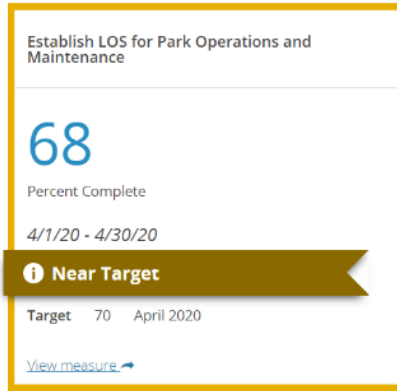 Establish LOS for Park Operations and
Maintenance
68
Percent Complete
4/1/20 - 4/30/20
Near Target
Target 70 April 2020
View measure